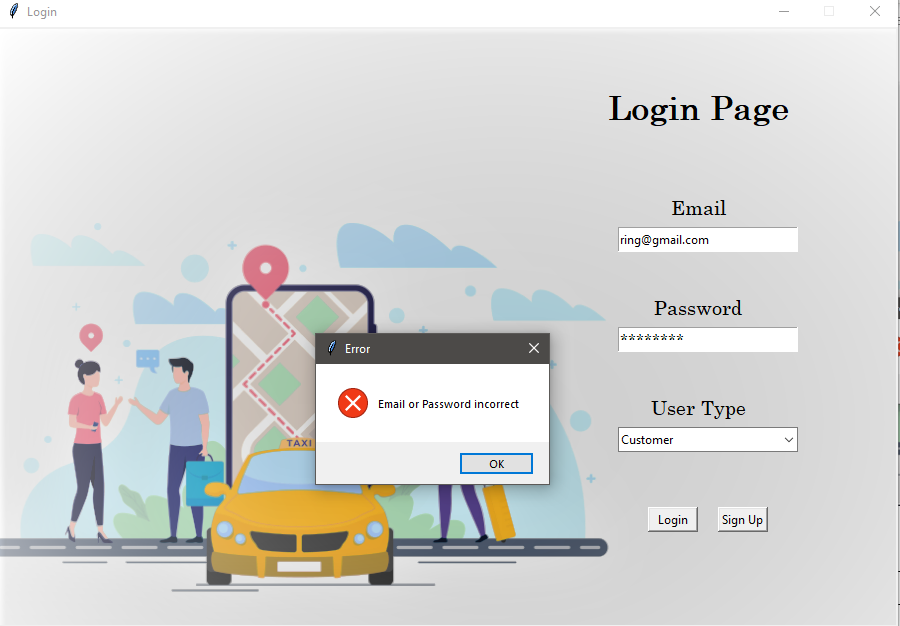 Login
Login Page
Email
ring@gmail.com
Password
********
User Type
Customer
Login
Sign Up
Error
Email or Password incorrect
OK
TAXI